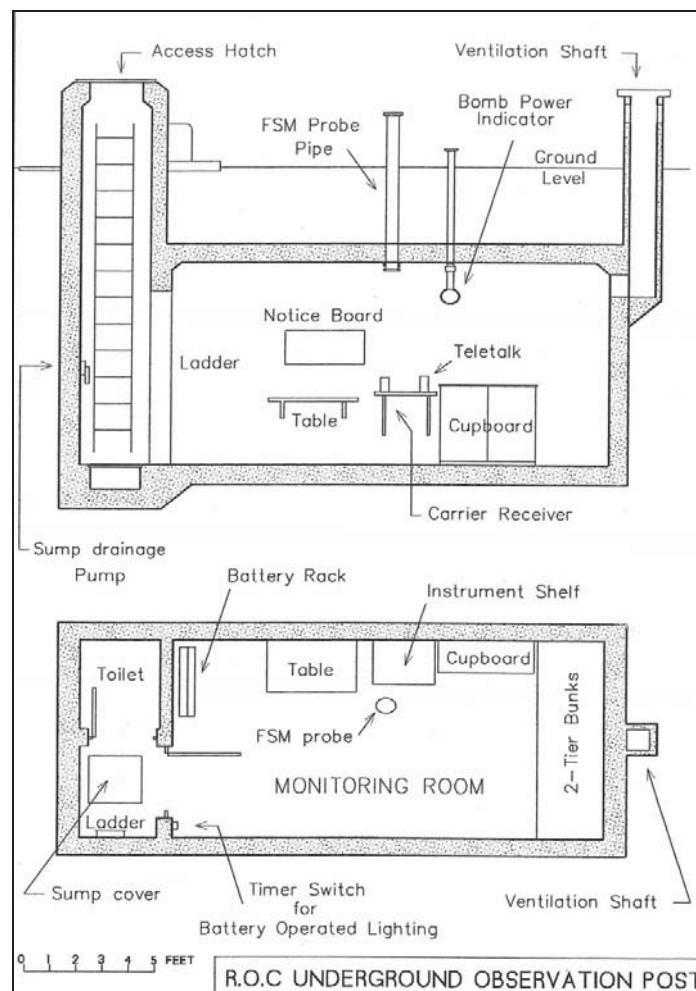 Access Hatch
Ventilation Shaft
FSM Probe
Pipe
Bomb Power
Indicator
Ground
Level
Notice Board
Ladder
Teletalk
Table
Cupboard
Carrier Receiver
Sump drainage
Pump
Battery Rack
Instrument Shelf
Toilet
Table
Cupboard
FSM probe
2-Tier Bunks
MONITORING ROOM
Ladder
Sump cover
Timer Switch
for
Battery Operated Lighting
Ventilation Shaft
0 1 2 3 4 5 FEET
R.O.C UNDERGROUND OBSERVATION POST